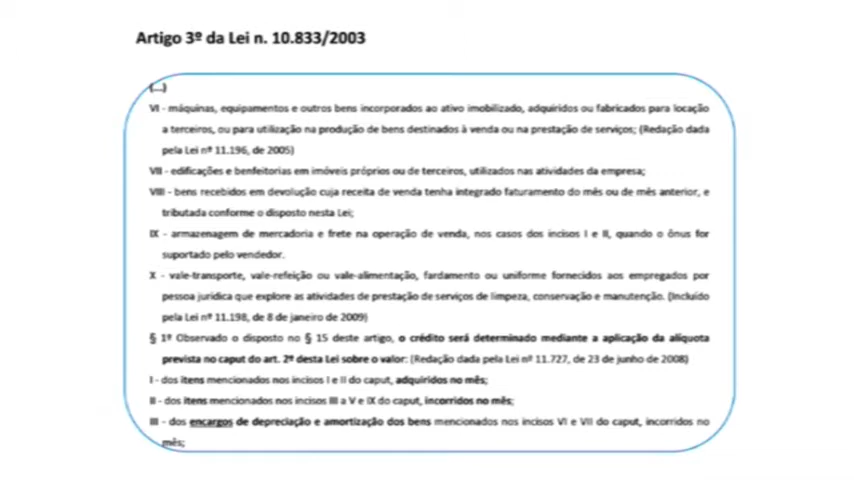 Artigo 3º da Lei n. 10.833/2003
(...)
VI - máquinas, equipamentos e outros bens incorporados ao ativo imobilizado, adquiridos ou fabricados para locação
a terceiros, ou para utilização na produção de bens destinados à venda ou na prestação de serviços; (Redação dada
pela Lei nº 11.196, de 2005)
VII - edificações e benfeitorias em imóveis próprios ou de terceiros, utilizados nas atividades da empresa;
VIII - bens recebidos em devolução cuja receita de venda tenha integrado faturamento do mês ou de mês anterior, e
tributada conforme o disposto nesta Lei;
IX - armazenagem de mercadoria e frete na operação de venda, nos casos dos incisos I e II, quando o ônus for
suportado pelo vendedor.
X - vale-transporte, vale-refeição ou vale-alimentação, fardamento ou uniforme fornecidos aos empregados por
pessoa jurídica que explore as atividades de prestação de serviços de limpeza, conservação e manutenção. (Incluído
pela Lei nº 11.198, de 8 de janeiro de 2009)
§ 1º Observado o disposto no § 15 deste artigo, o crédito será determinado mediante a aplicação da alíquota
prevista no caput do art. 2º desta Lei sobre o valor: (Redação dada pela Lei nº 11.727, de 23 de junho de 2008)
I - dos itens mencionados nos incisos I e II do caput, adquiridos no mês;
II - dos itens mencionados nos incisos III a V e IX do caput, incorridos no mês;
III - dos encargos de depreciação e amortização dos bens mencionados nos incisos VI e VII do caput, incorridos no
mês;